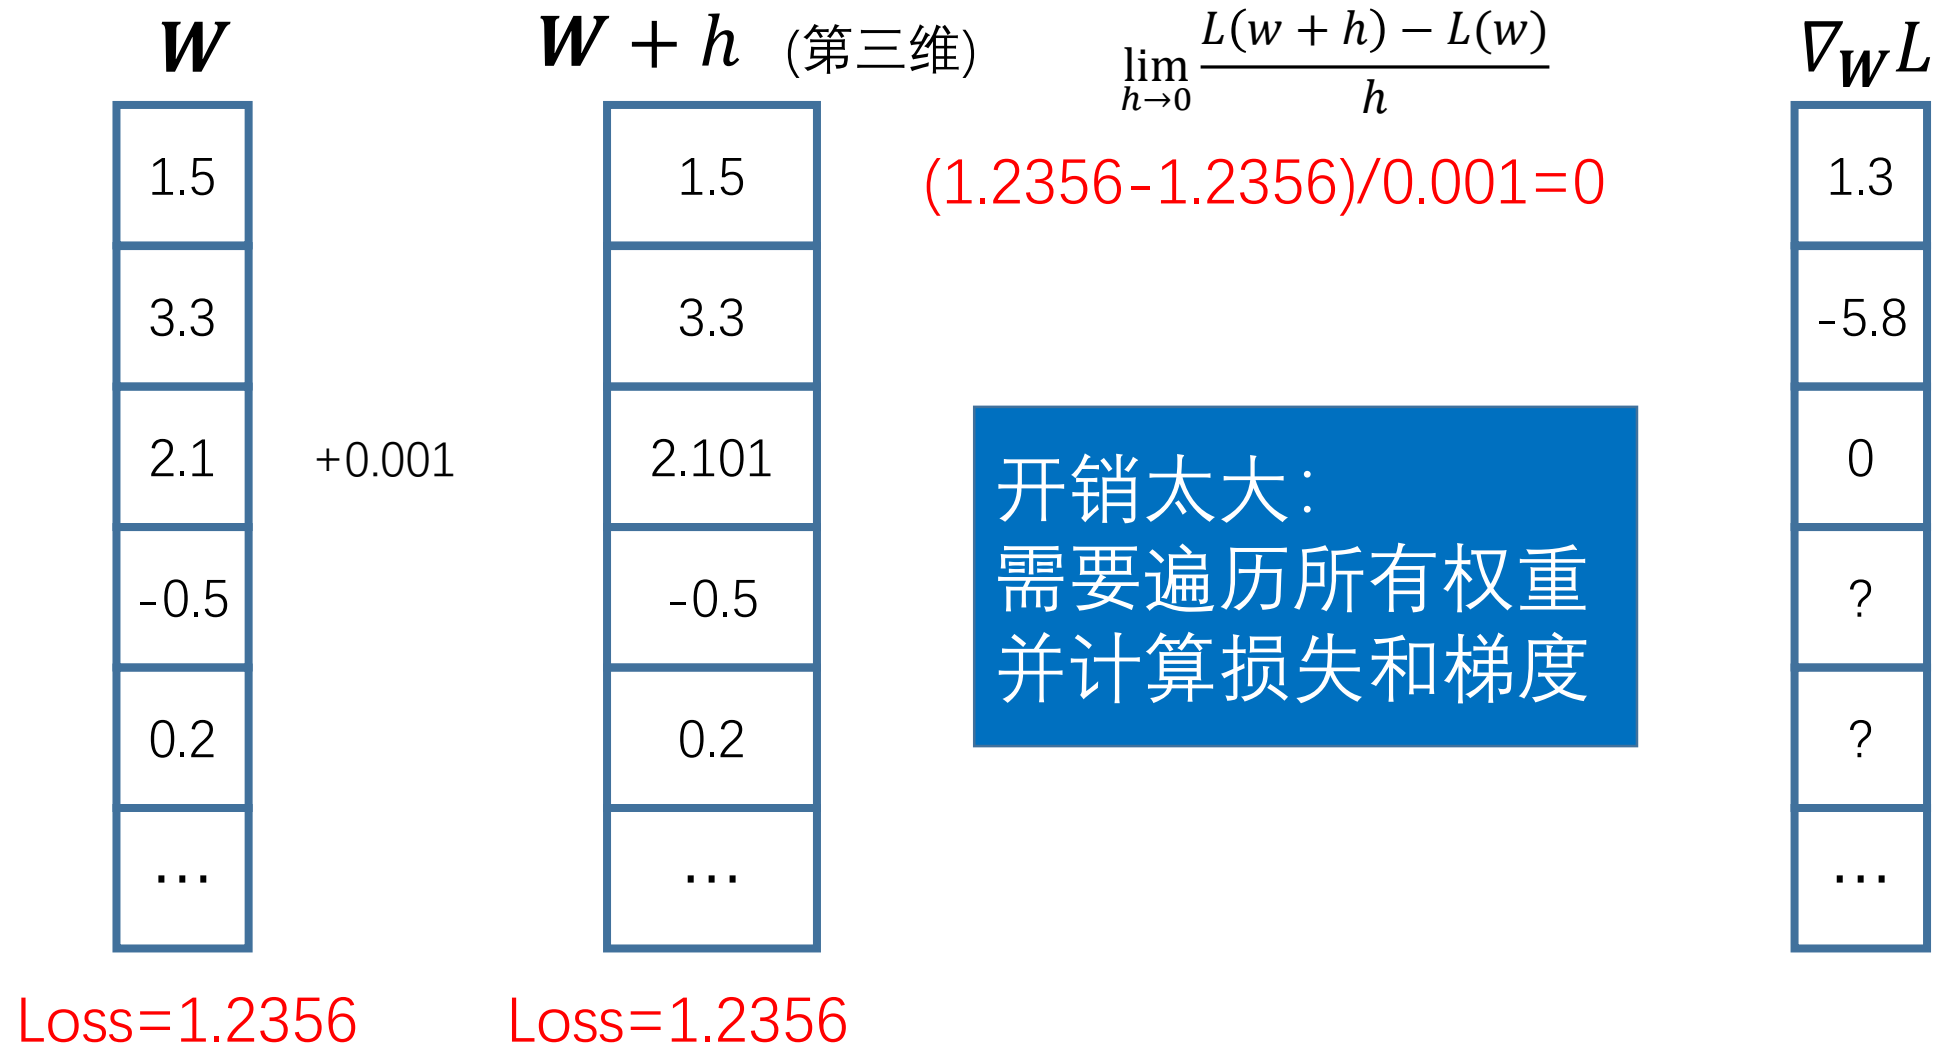 W
1.5
3.3
2.1
-0.5
0.2
...
Loss=1.2356
+0.001
W + h (第三维)
1.5
3.3
2.101
-0.5
0.2
...
Loss=1.2356
lim h→0 (L(w + h) − L(w)) / h
(1.2356-1.2356)/0.001=0
开销太大：
需要遍历所有权重
并计算损失和梯度
∇_W L
1.3
-5.8
0
?
?
...